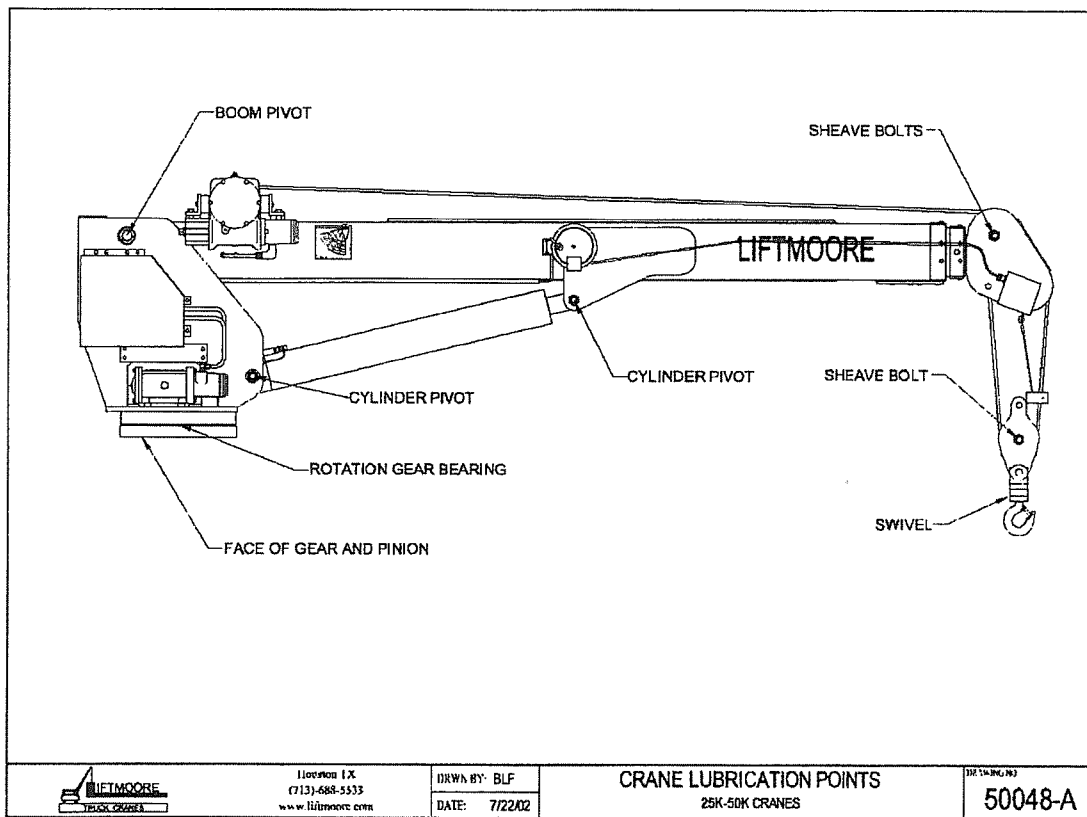 BOOM PIVOT
SHEAVE BOLTS
LIFTMOORE
CYLINDER PIVOT
SHEAVE BOLT
CYLINDER PIVOT
ROTATION GEAR BEARING
SWIVEL
FACE OF GEAR AND PINION
LIFTMOORE
TRUCK CRANES
Houston TX
(713)-688-5533
www.liftmoore.com
DRWN BY: BLF
DATE: 7/22/02
CRANE LUBRICATION POINTS
25K-50K CRANES
DRAWING NO
50048-A